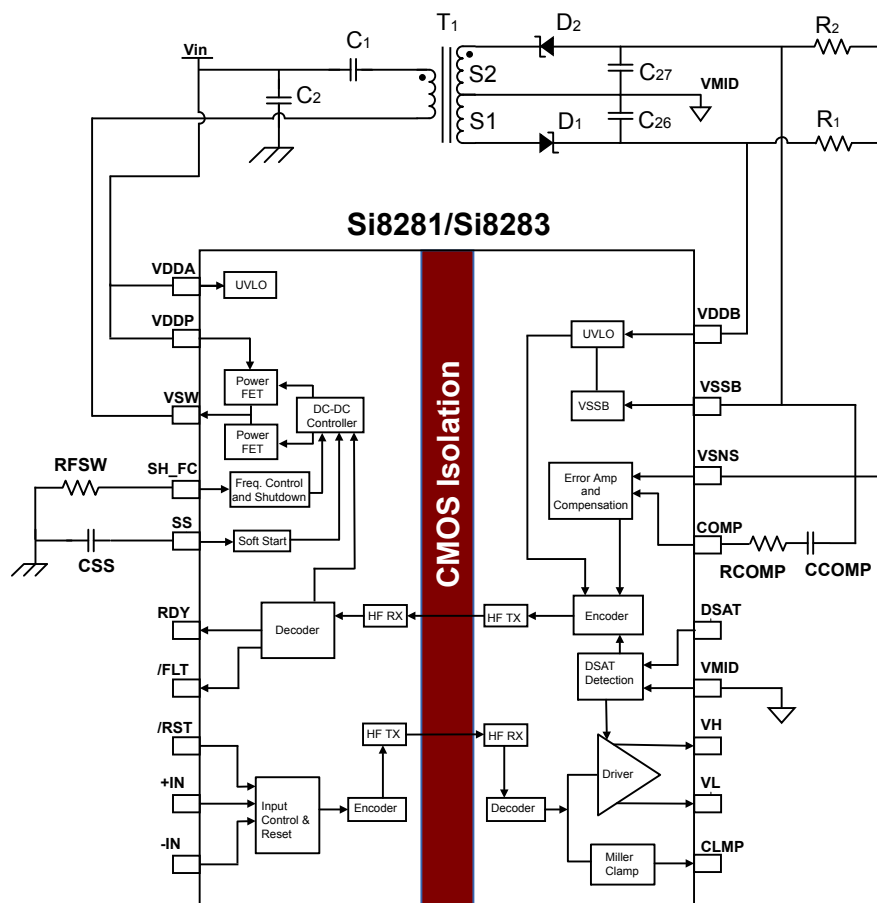 Vin
C1
T1
D2
R2
C2
S2
C27
VMID
S1
D1
C26
R1
Si8281/Si8283
CMOS Isolation
VDDA
UVLO
VDDP
Power
FET
VSW
DC-DC
Controller
Power
FET
RFSW
SH_FC
Freq. Control
and Shutdown
SS
Soft Start
CSS
RDY
Decoder
HF RX
/FLT
/RST
HF TX
+IN
Input
Control &
Reset
Encoder
-IN
VDDB
UVLO
VSSB
VSSB
VSNS
Error Amp
and
Compensation
COMP
RCOMP
CCOMP
HF TX
Encoder
DSAT
DSAT
Detection
VMID
HF RX
VH
Driver
VL
Decoder
Miller
Clamp
CLMP